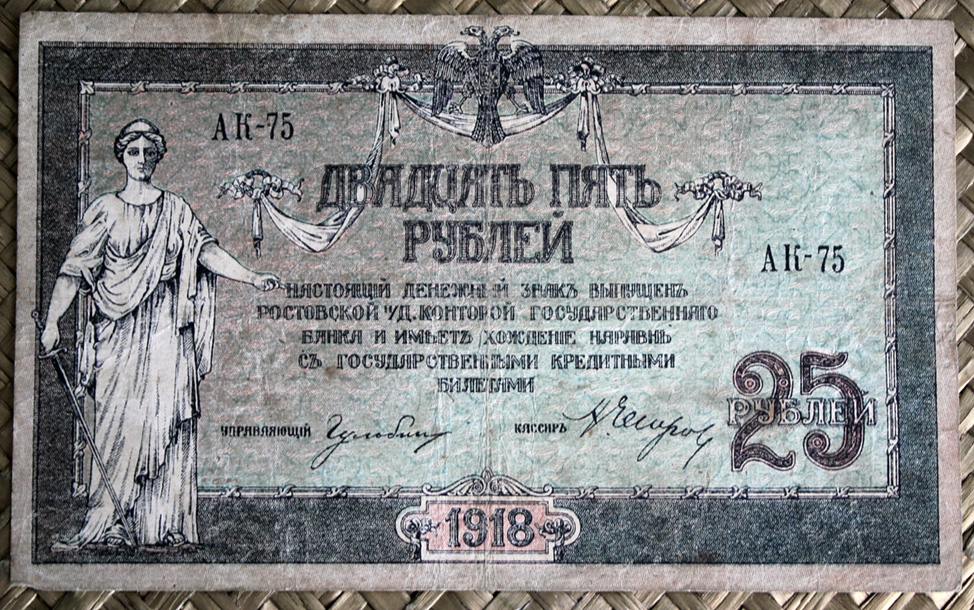 АК-75
ДВАДЦАТЬ ПЯТЬ
РУБЛЕЙ
АК-75
НАСТОЯЩІЙ ДЕНЕЖНЫЙ ЗНАКЪ ВЫПУЩЕНЪ
РОСТОВСКОЙ н/Д. КОНТОРОЙ ГОСУДАРСТВЕННАГО
БАНКА И ИМѢЕТЪ ХОЖДЕНІЕ НАРАВНѢ
СЪ ГОСУДАРСТВЕННЫМИ КРЕДИТНЫМИ
БИЛЕТАМИ
25
РУБЛЕЙ
УПРАВЛЯЮЩІЙ
КАССИРЪ
1918